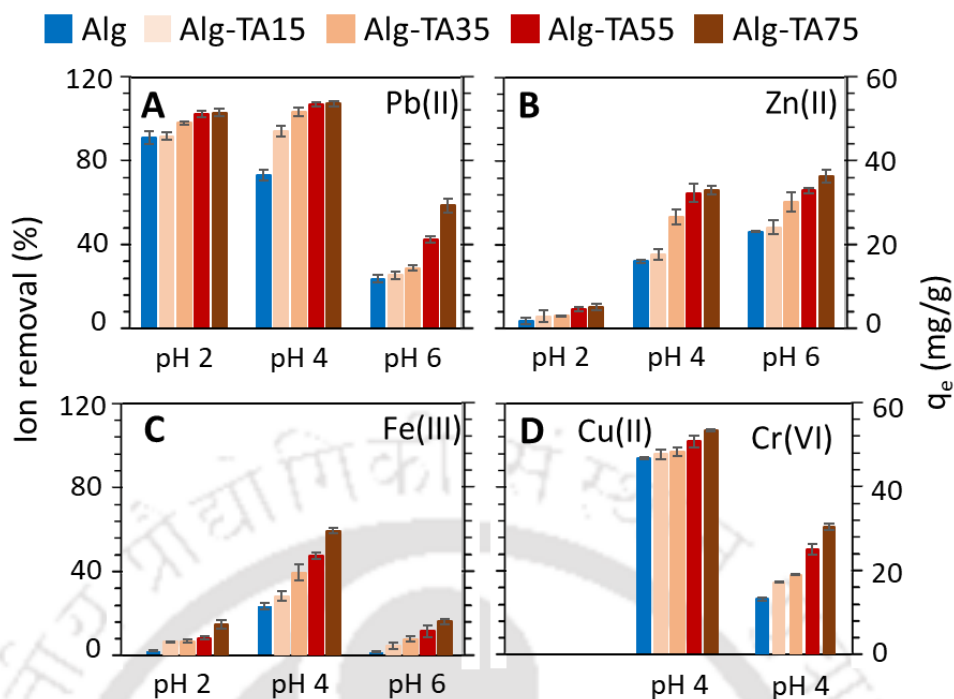 Alg Alg-TA15 Alg-TA35 Alg-TA55 Alg-TA75
Ion removal (%)
120
80
40
0
A
Pb(II)
pH 2 pH 4 pH 6
B
Zn(II)
60
40
20
0
pH 2 pH 4 pH 6
qe (mg/g)
120
80
40
0
C
Fe(III)
pH 2 pH 4 pH 6
D
Cu(II)
Cr(VI)
60
40
20
0
pH 4 pH 4